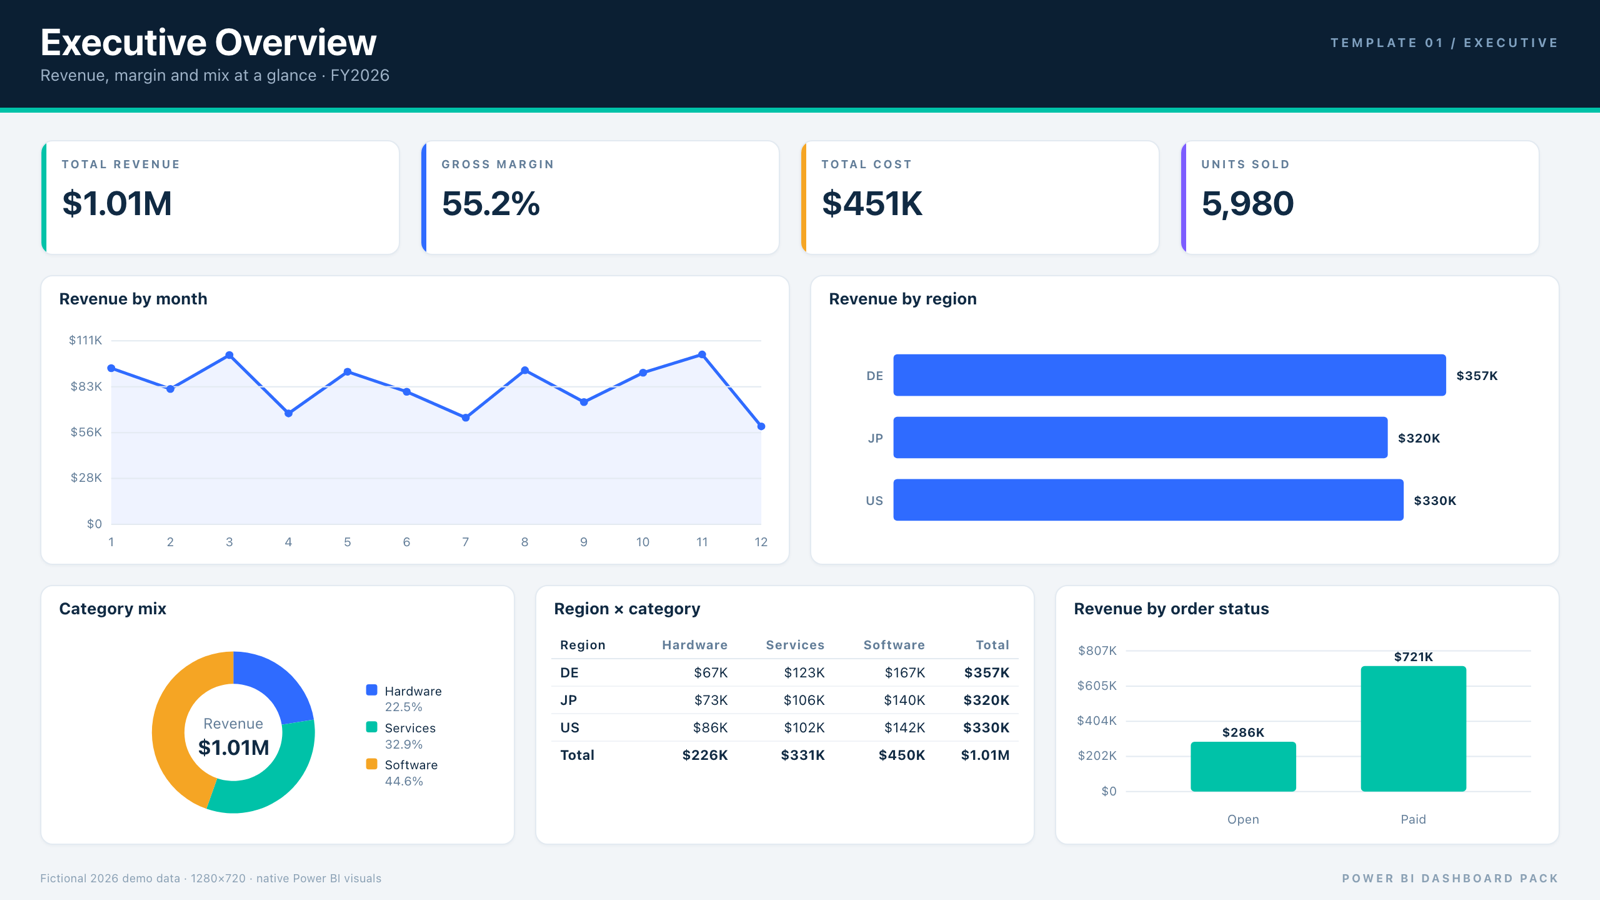 Executive Overview
Revenue, margin and mix at a glance · FY2026
TEMPLATE 01 / EXECUTIVE
TOTAL REVENUE
$1.01M
GROSS MARGIN
55.2%
TOTAL COST
$451K
UNITS SOLD
5,980
Revenue by month
$111K
$83K
$56K
$28K
$0
1 2 3 4 5 6 7 8 9 10 11 12
Revenue by region
DE $357K
JP $320K
US $330K
Category mix
Revenue
$1.01M
Hardware
22.5%
Services
32.9%
Software
44.6%
Region × category
Region Hardware Services Software Total
DE $67K $123K $167K $357K
JP $73K $106K $140K $320K
US $86K $102K $142K $330K
Total $226K $331K $450K $1.01M
Revenue by order status
$807K
$605K
$404K
$202K
$0
$286K
$721K
Open Paid
Fictional 2026 demo data · 1280×720 · native Power BI visuals
POWER BI DASHBOARD PACK